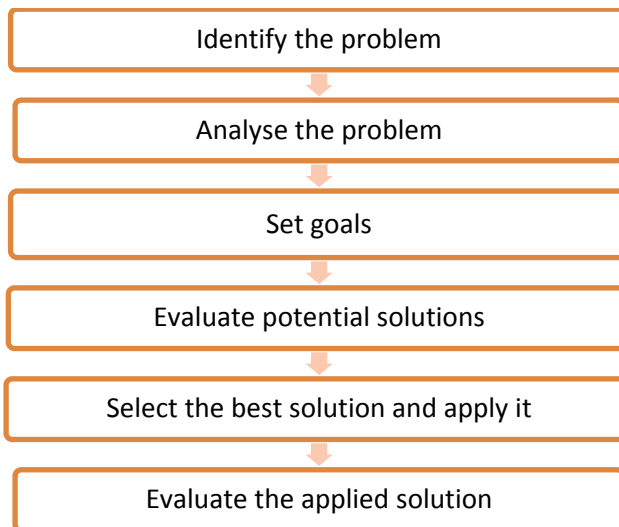 Identify the problem
Analyse the problem
Set goals
Evaluate potential solutions
Select the best solution and apply it
Evaluate the applied solution